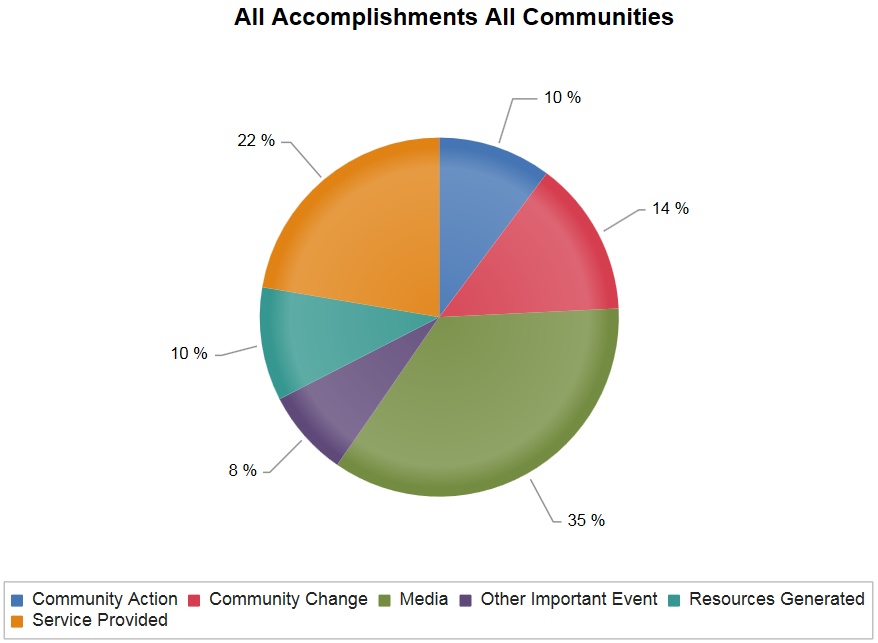 All Accomplishments All Communities
10 %
22 %
14 %
10 %
8 %
35 %
Community Action Community Change Media Other Important Event Resources Generated
Service Provided